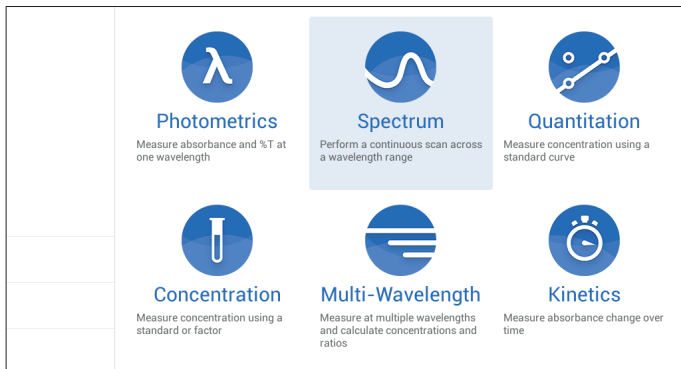 λ
Photometrics
Measure absorbance and %T at
one wavelength
Spectrum
Perform a continuous scan across
a wavelength range
Quantitation
Measure concentration using a
standard curve
Concentration
Measure concentration using a
standard or factor
Multi-Wavelength
Measure at multiple wavelengths
and calculate concentrations and
ratios
Kinetics
Measure absorbance change over
time